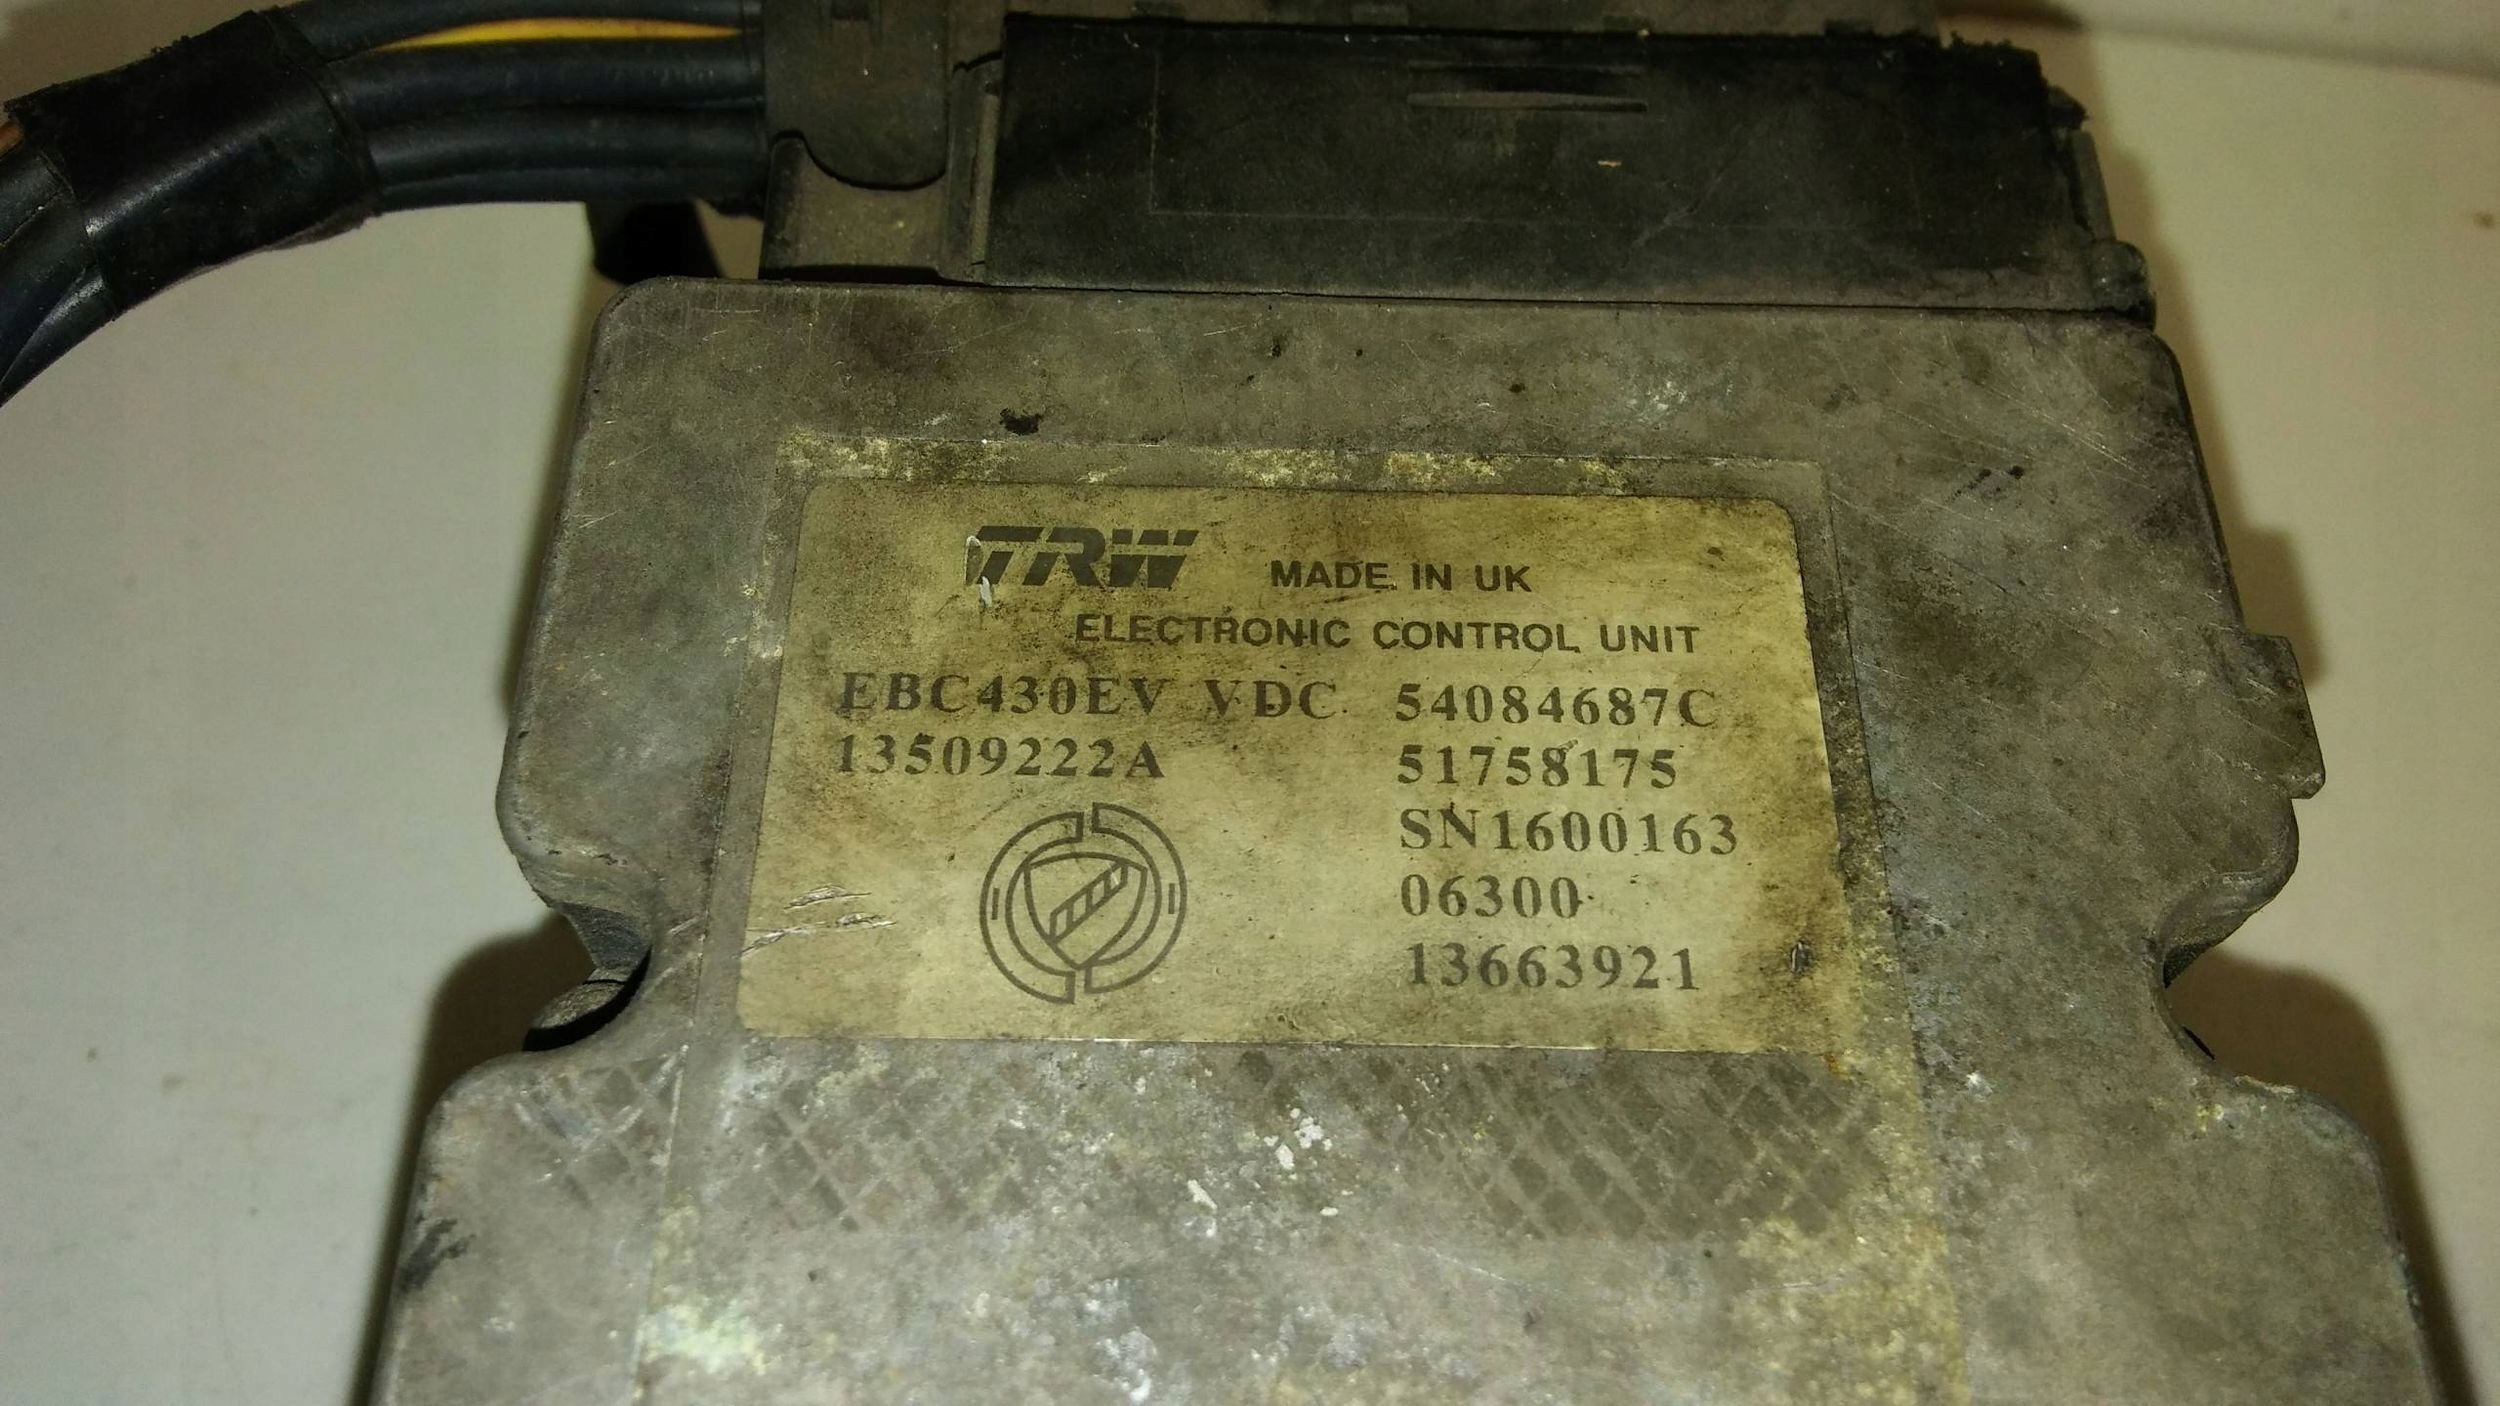 TRW MADE IN UK
ELECTRONIC CONTROL UNIT
EBC430EV VDC 54084687C
13509222A 51758175
SN1600163
06300
13663921